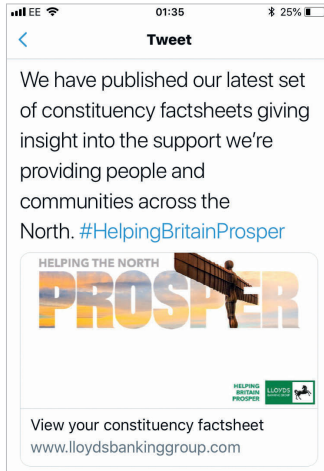 EE 01:35 25%
Tweet
We have published our latest set
of constituency factsheets giving
insight into the support we're
providing people and
communities across the
North. #HelpingBritainProsper
HELPING THE NORTH
PROSPER
HELPING
BRITAIN
PROSPER
LLOYDS
View your constituency factsheet
www.lloydsbankinggroup.com